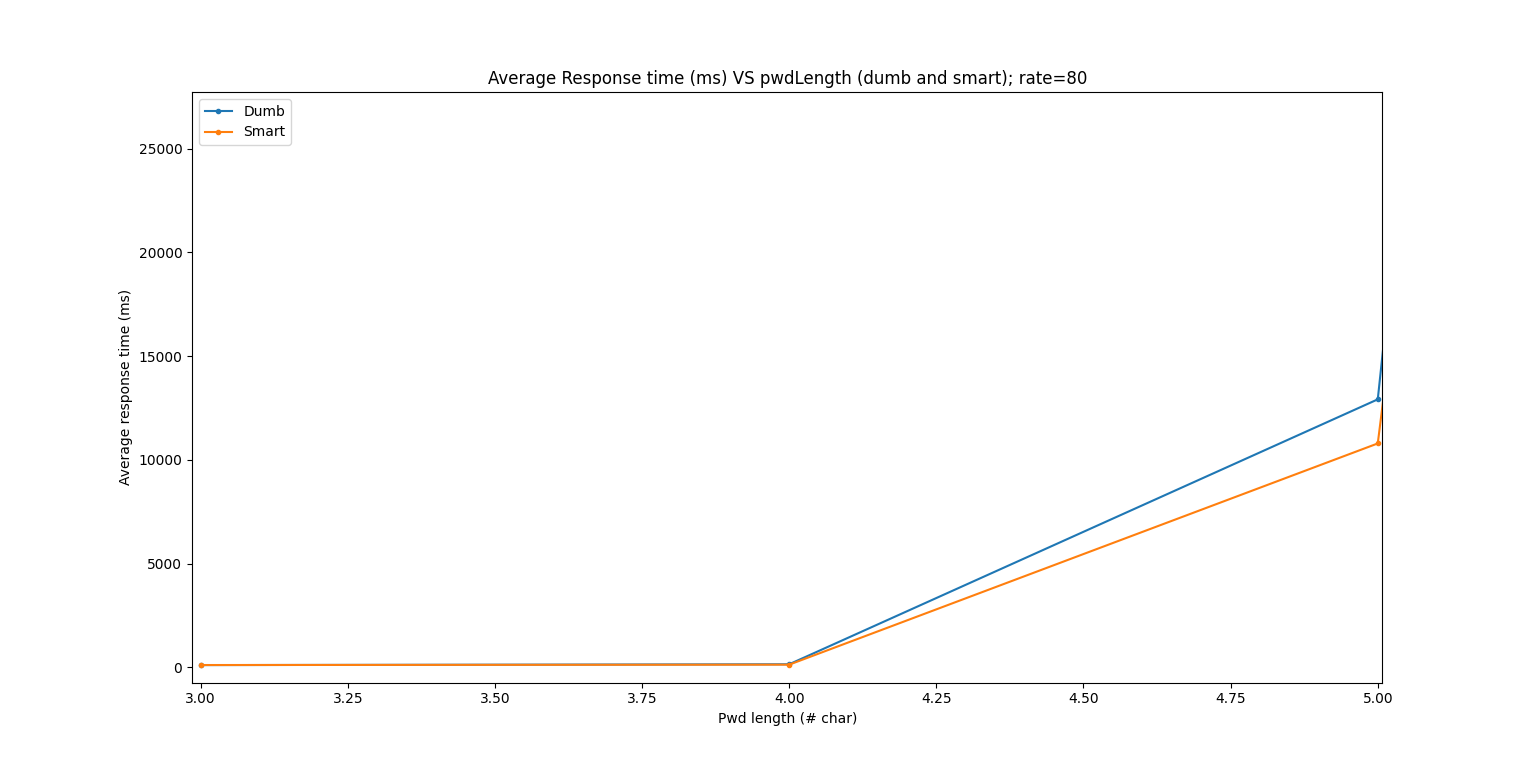 Average Response time (ms) VS pwdLength (dumb and smart); rate=80
Dumb
Smart
25000
20000
15000
10000
5000
0
Average response time (ms)
3.00 3.25 3.50 3.75 4.00 4.25 4.50 4.75 5.00
Pwd length (# char)